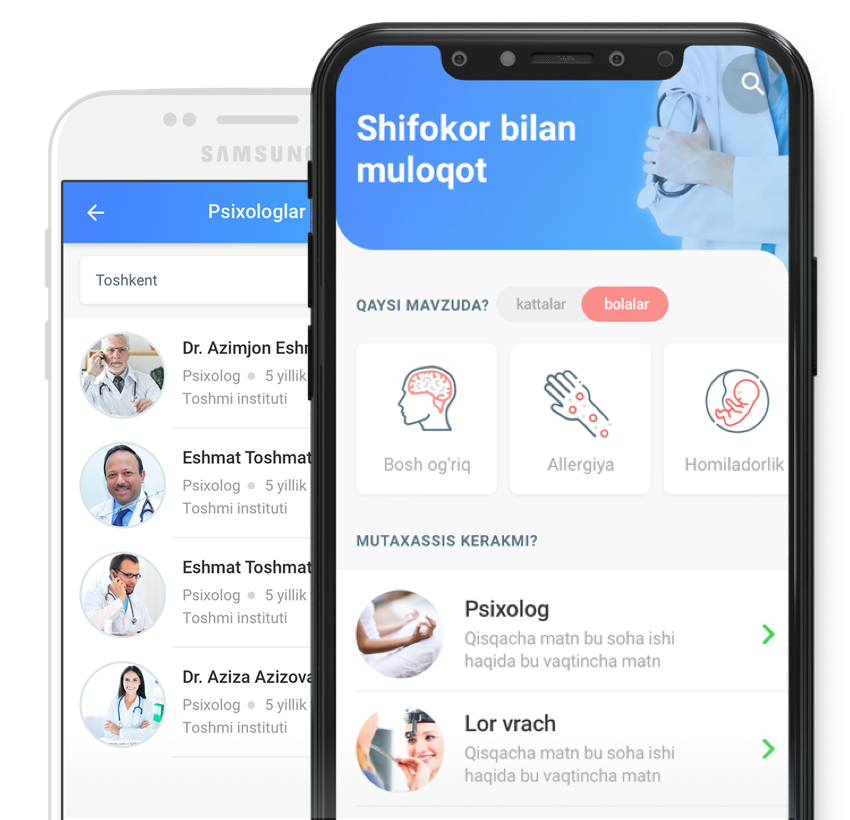 SAMSUN
Psixologlar
Toshkent
Dr. Azimjon Esh
Psixolog 5 yillik
Toshmi instituti
Eshmat Toshmat
Psixolog 5 yillik
Toshmi instituti
Eshmat Toshmat
Psixolog 5 yillik
Toshmi instituti
Dr. Aziza Azizova
Psixolog 5 yillik
Toshmi instituti
Shifokor bilan
muloqot
QAYSI MAVZUDA? kattalar bolalar
Bosh og'riq Allergiya Homiladorlik
MUTAXASSIS KERAKMI?
Psixolog
Qisqacha matn bu soha ishi
haqida bu vaqtincha matn
Lor vrach
Qisqacha matn bu soha ishi
haqida bu vaqtincha matn